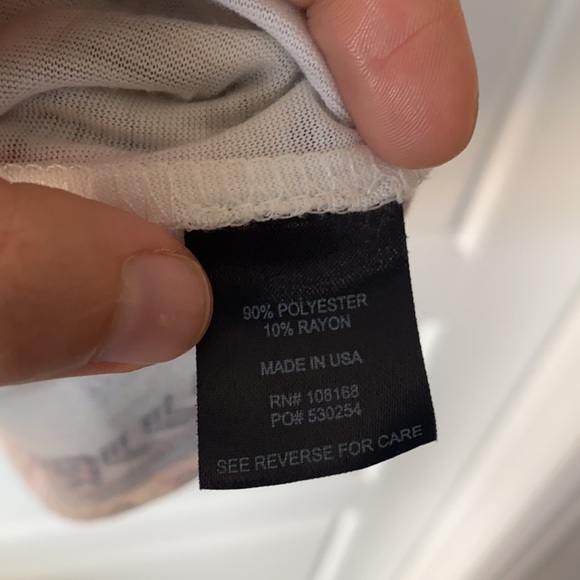 90% POLYESTER
10% RAYON
MADE IN USA
RN# 108168
PO# 530254
SEE REVERSE FOR CARE